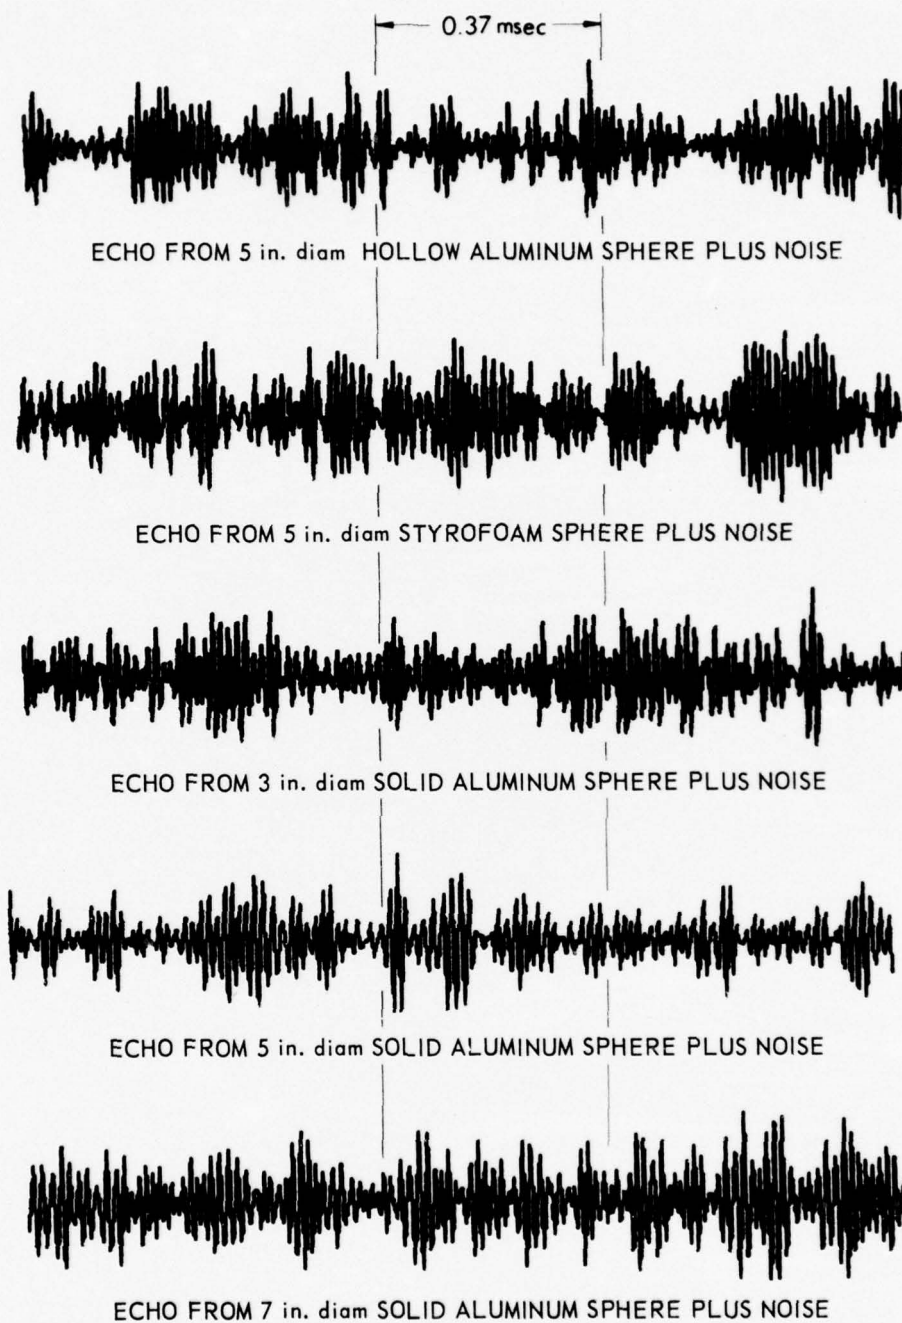 0.37 msec
ECHO FROM 5 in. diam HOLLOW ALUMINUM SPHERE PLUS NOISE
ECHO FROM 5 in. diam STYROFOAM SPHERE PLUS NOISE
ECHO FROM 3 in. diam SOLID ALUMINUM SPHERE PLUS NOISE
ECHO FROM 5 in. diam SOLID ALUMINUM SPHERE PLUS NOISE
ECHO FROM 7 in. diam SOLID ALUMINUM SPHERE PLUS NOISE